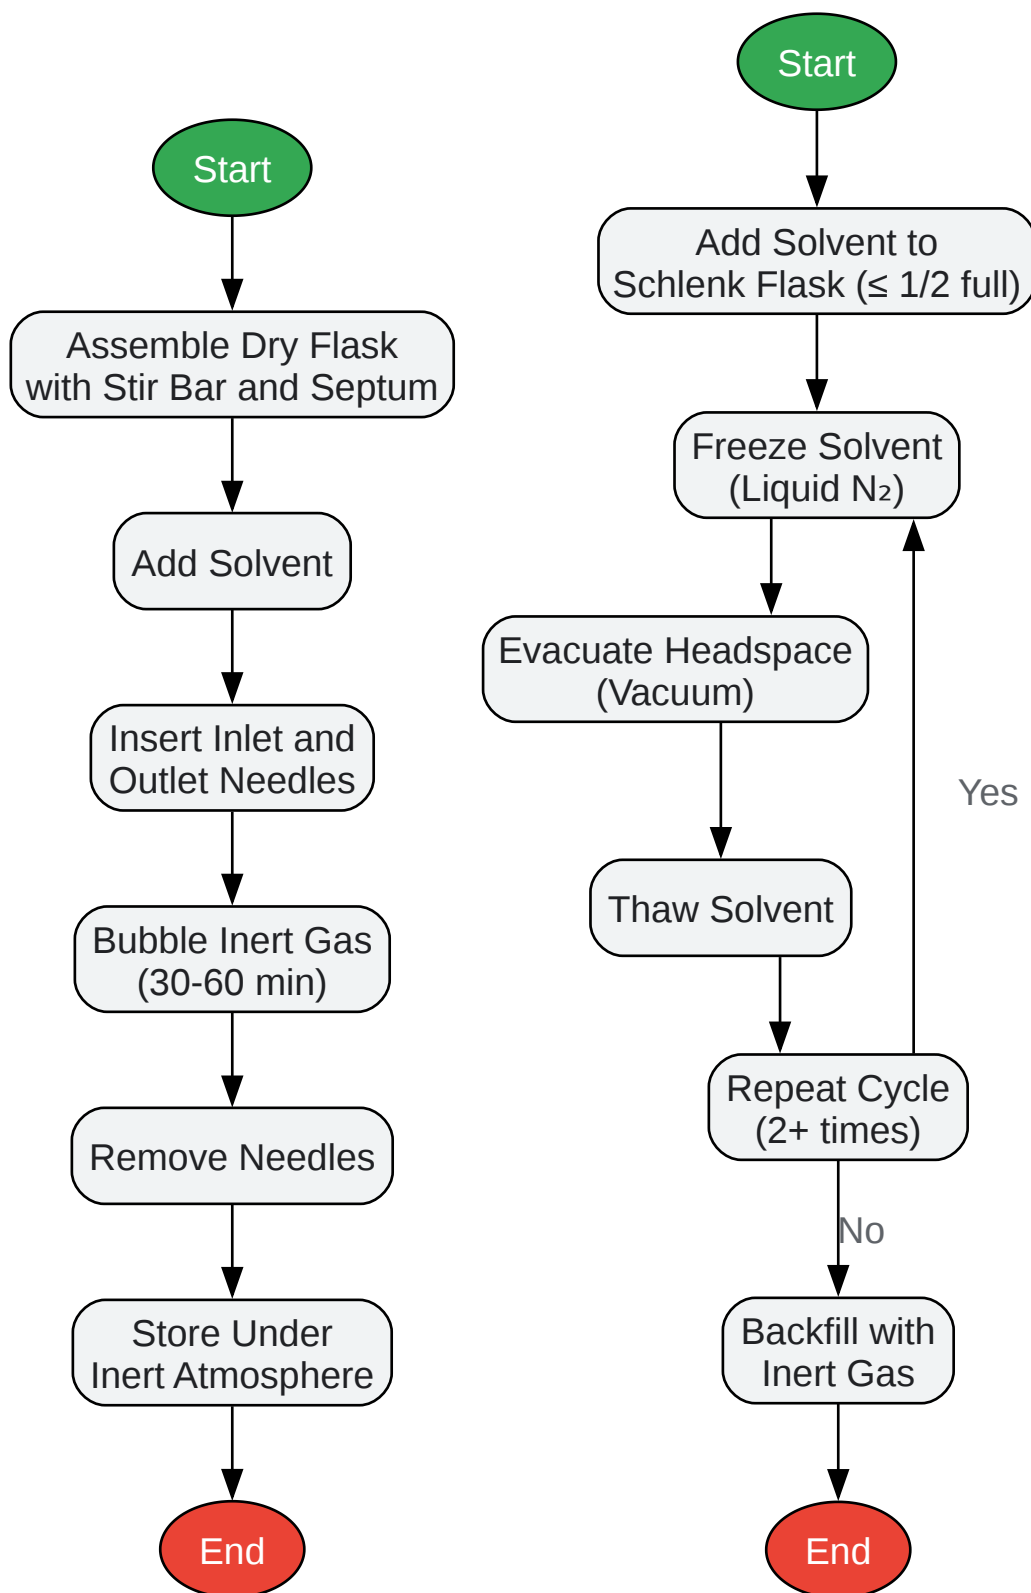 Start
Assemble Dry Flask
with Stir Bar and Septum
Add Solvent
Insert Inlet and
Outlet Needles
Bubble Inert Gas
(30-60 min)
Remove Needles
Store Under
Inert Atmosphere
End
Start
Add Solvent to
Schlenk Flask (≤ 1/2 full)
Freeze Solvent
(Liquid N₂)
Evacuate Headspace
(Vacuum)
Yes
Thaw Solvent
Repeat Cycle
(2+ times)
No
Backfill with
Inert Gas
End